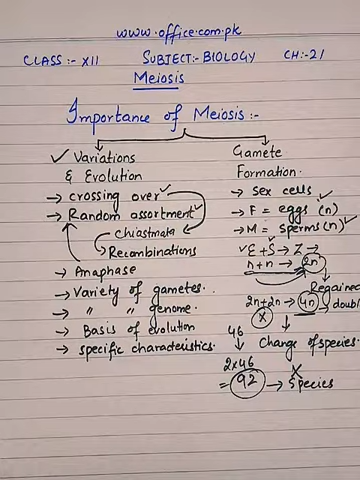 www.office.com.pk
CLASS :- XII SUBJECT:- BIOLOGY CH:-21
Meiosis
Importance of Meiosis :-
✓ Variations
& Evolution
→ crossing over ✓
→ Random assortment ✓
Chiastmata
→ Recombinations
→ Anaphase
→ Variety of gametes.
→ " " genome.
→ Basis of evolution
→ specific characteristics.
Gamete
Formation.
→ Sex cells
→ F = eggs (n) ✓
→ M = Sperms (n) ✓
✓ E + S → Z →
n + n → 2n
Regained
2n+2n → 4n → double
X
46 Change of species.
2x46 X
= 92 → Species